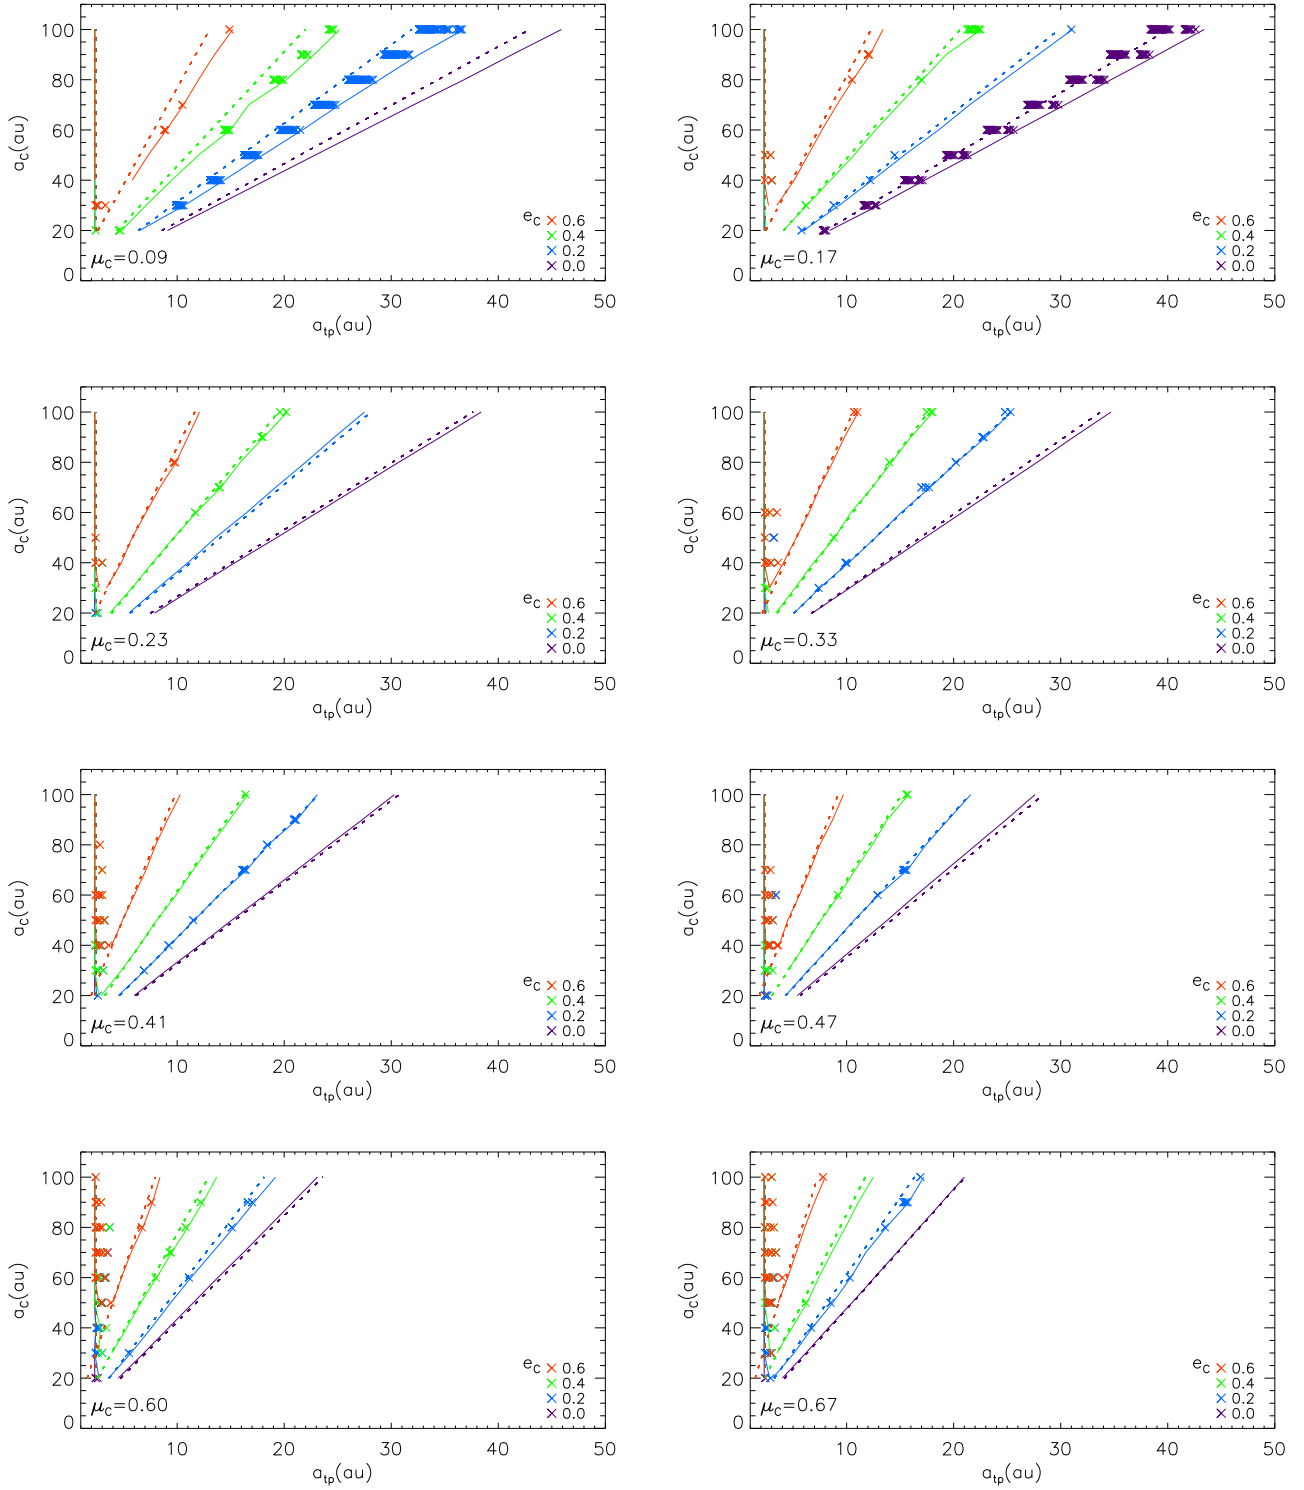 100
80
60
40
20
0
a_c(au)
e_c × 0.6
× 0.4
× 0.2
× 0.0
μ_c=0.09
10 20 30 40 50
a_tp(au)
100
80
60
40
20
0
a_c(au)
e_c × 0.6
× 0.4
× 0.2
× 0.0
μ_c=0.17
10 20 30 40 50
a_tp(au)
100
80
60
40
20
0
a_c(au)
e_c × 0.6
× 0.4
× 0.2
× 0.0
μ_c=0.23
10 20 30 40 50
a_tp(au)
100
80
60
40
20
0
a_c(au)
e_c × 0.6
× 0.4
× 0.2
× 0.0
μ_c=0.33
10 20 30 40 50
a_tp(au)
100
80
60
40
20
0
a_c(au)
e_c × 0.6
× 0.4
× 0.2
× 0.0
μ_c=0.41
10 20 30 40 50
a_tp(au)
100
80
60
40
20
0
a_c(au)
e_c × 0.6
× 0.4
× 0.2
× 0.0
μ_c=0.47
10 20 30 40 50
a_tp(au)
100
80
60
40
20
0
a_c(au)
e_c × 0.6
× 0.4
× 0.2
× 0.0
μ_c=0.60
10 20 30 40 50
a_tp(au)
100
80
60
40
20
0
a_c(au)
e_c × 0.6
× 0.4
× 0.2
× 0.0
μ_c=0.67
10 20 30 40 50
a_tp(au)